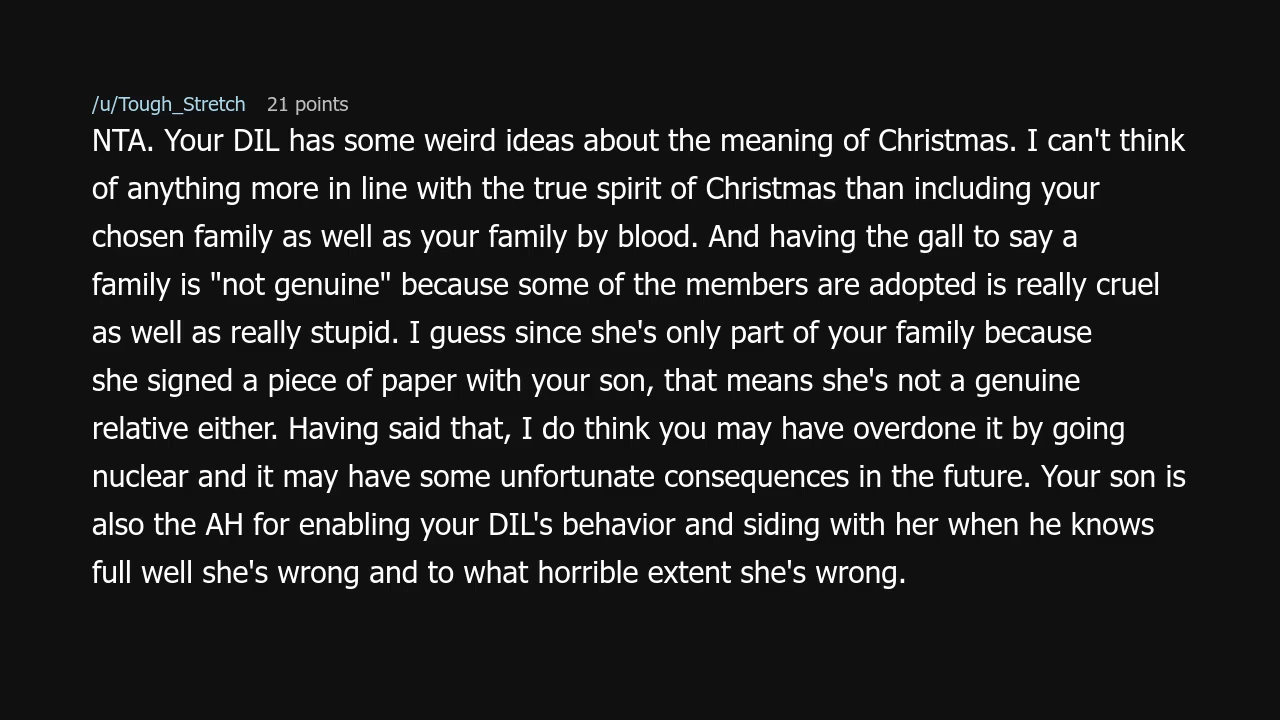 /u/Tough_Stretch 21 points
NTA. Your DIL has some weird ideas about the meaning of Christmas. I can't think
of anything more in line with the true spirit of Christmas than including your
chosen family as well as your family by blood. And having the gall to say a
family is "not genuine" because some of the members are adopted is really cruel
as well as really stupid. I guess since she's only part of your family because
she signed a piece of paper with your son, that means she's not a genuine
relative either. Having said that, I do think you may have overdone it by going
nuclear and it may have some unfortunate consequences in the future. Your son is
also the AH for enabling your DIL's behavior and siding with her when he knows
full well she's wrong and to what horrible extent she's wrong.